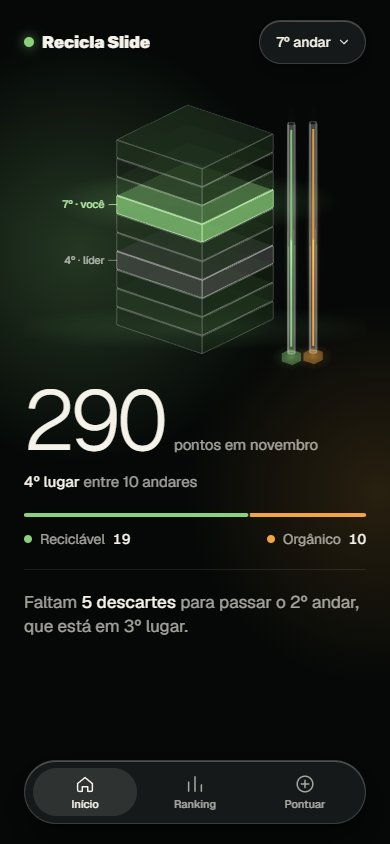 Recicla Slide
7º andar
7º · você
4º · líder
290 pontos em novembro
4º lugar entre 10 andares
Reciclável 19
Orgânico 10
Faltam 5 descartes para passar o 2º andar,
que está em 3º lugar.
Início
Ranking
Pontuar